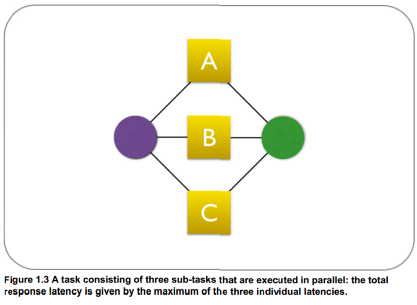 A
B
C
Figure 1.3 A task consisting of three sub-tasks that are executed in parallel: the total
response latency is given by the maximum of the three individual latencies.